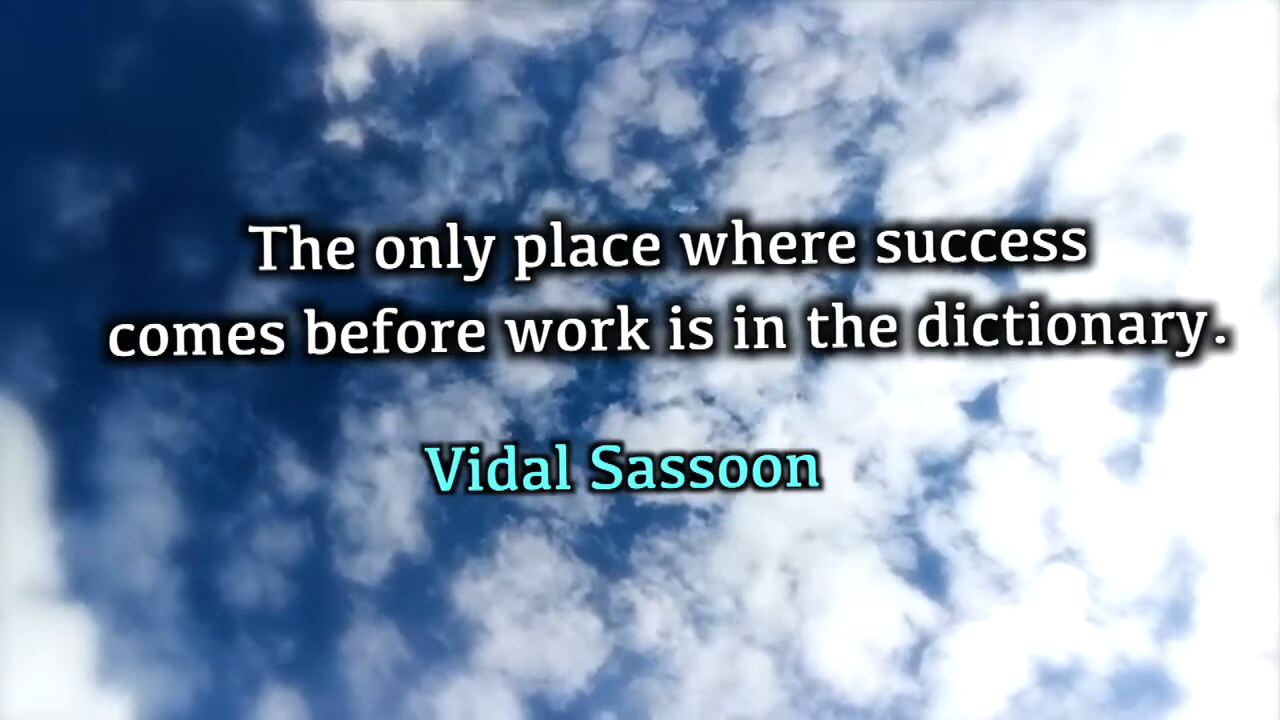 The only place where success
comes before work is in the dictionary.
Vidal Sassoon